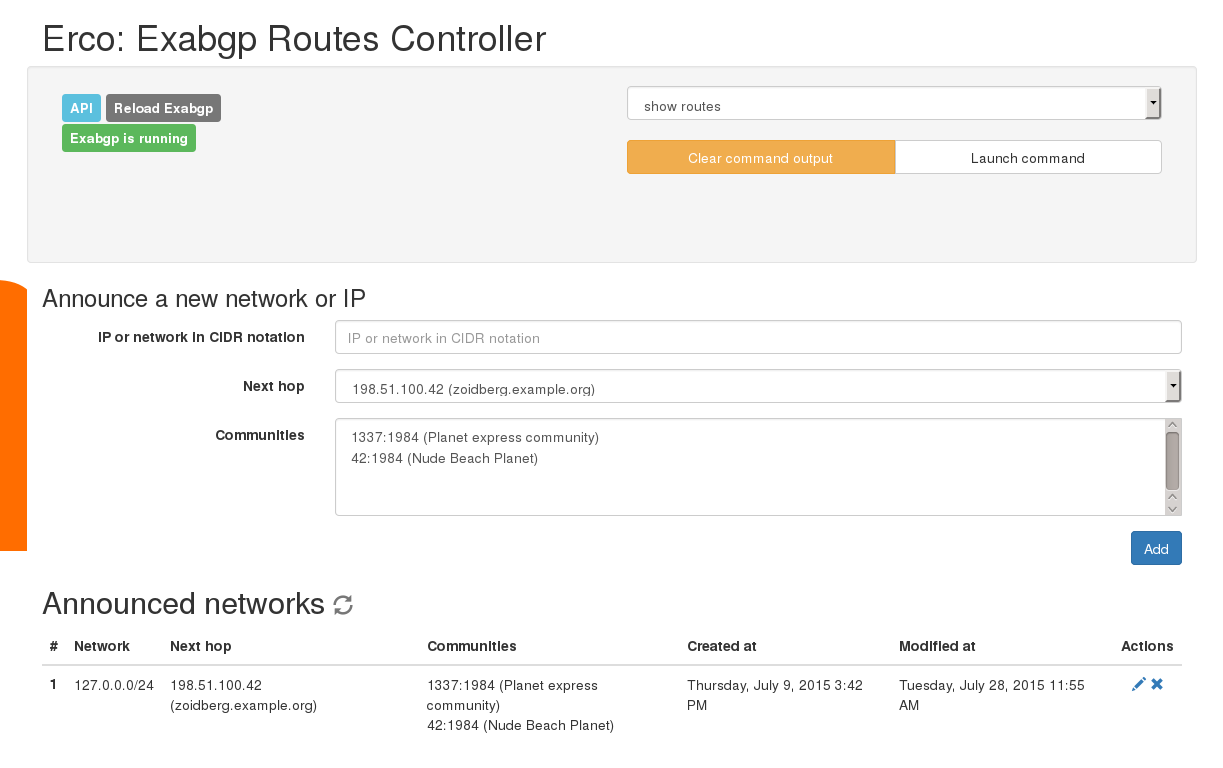 Erco: Exabgp Routes Controller
API Reload Exabgp
Exabgp is running
show routes
Clear command output Launch command
Announce a new network or IP
IP or network in CIDR notation IP or network in CIDR notation
Next hop 198.51.100.42 (zoidberg.example.org)
Communities 1337:1984 (Planet express community)
42:1984 (Nude Beach Planet)
Add
Announced networks
# Network Next hop Communities Created at Modified at Actions
1 127.0.0.0/24 198.51.100.42 1337:1984 (Planet express Thursday, July 9, 2015 3:42 Tuesday, July 28, 2015 11:55
(zoidberg.example.org) community) PM AM
42:1984 (Nude Beach Planet)